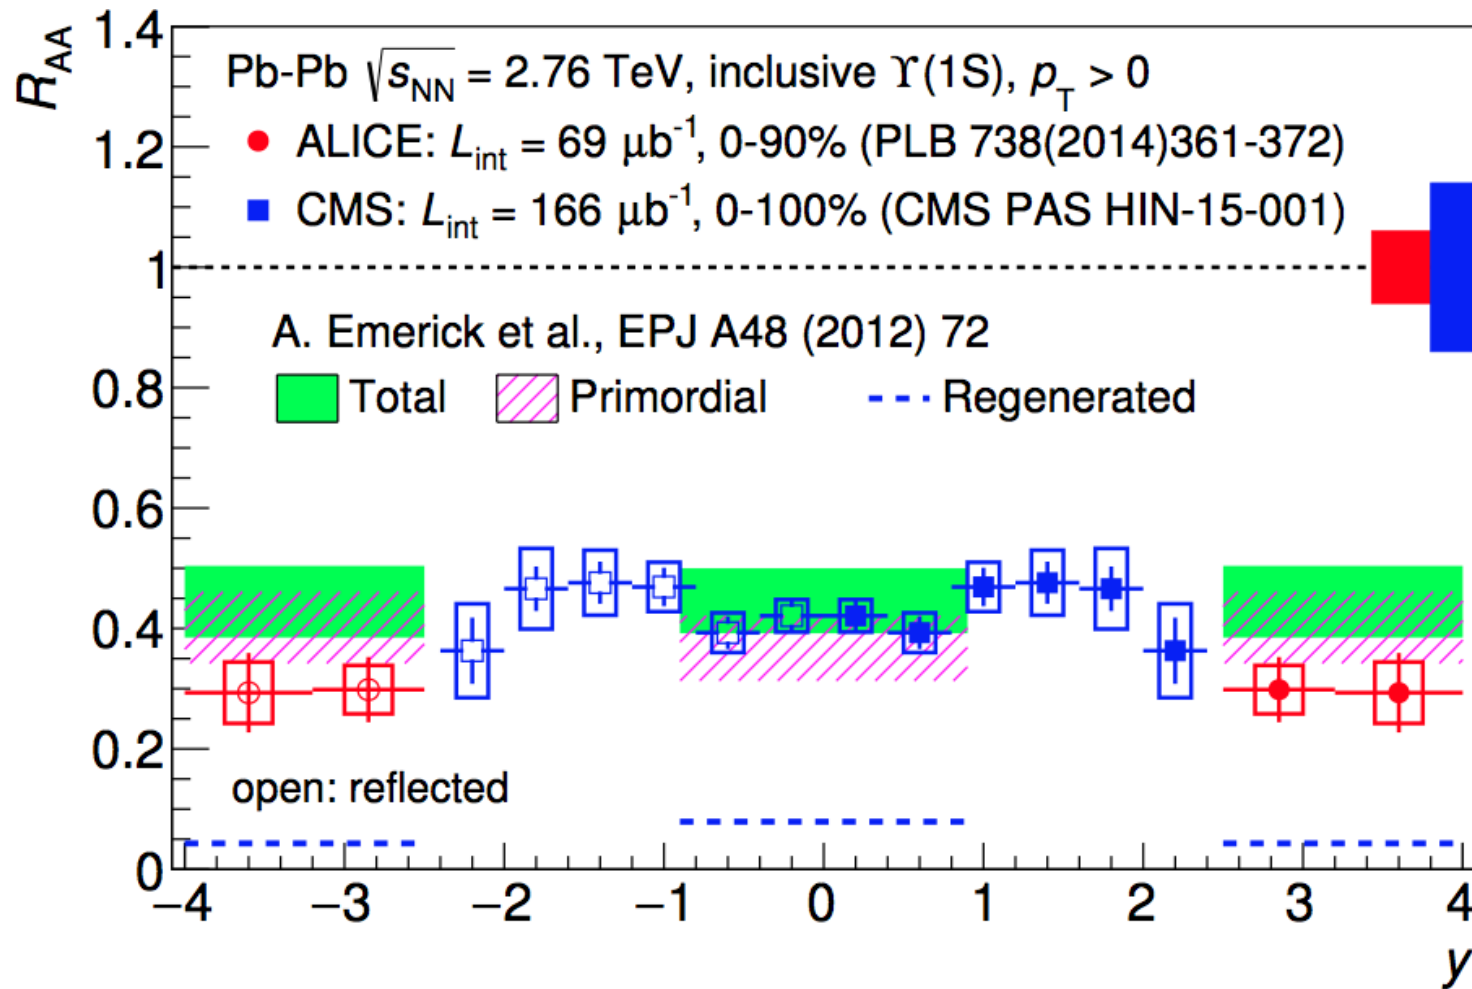 R_AA
1.4
1.2
1
0.8
0.6
0.4
0.2
0
Pb-Pb √s_NN = 2.76 TeV, inclusive ϒ(1S), p_T > 0
ALICE: L_int = 69 μb⁻¹, 0-90% (PLB 738(2014)361-372)
CMS: L_int = 166 μb⁻¹, 0-100% (CMS PAS HIN-15-001)
A. Emerick et al., EPJ A48 (2012) 72
Total Primordial Regenerated
open: reflected
−4 −3 −2 −1 0 1 2 3 4
y